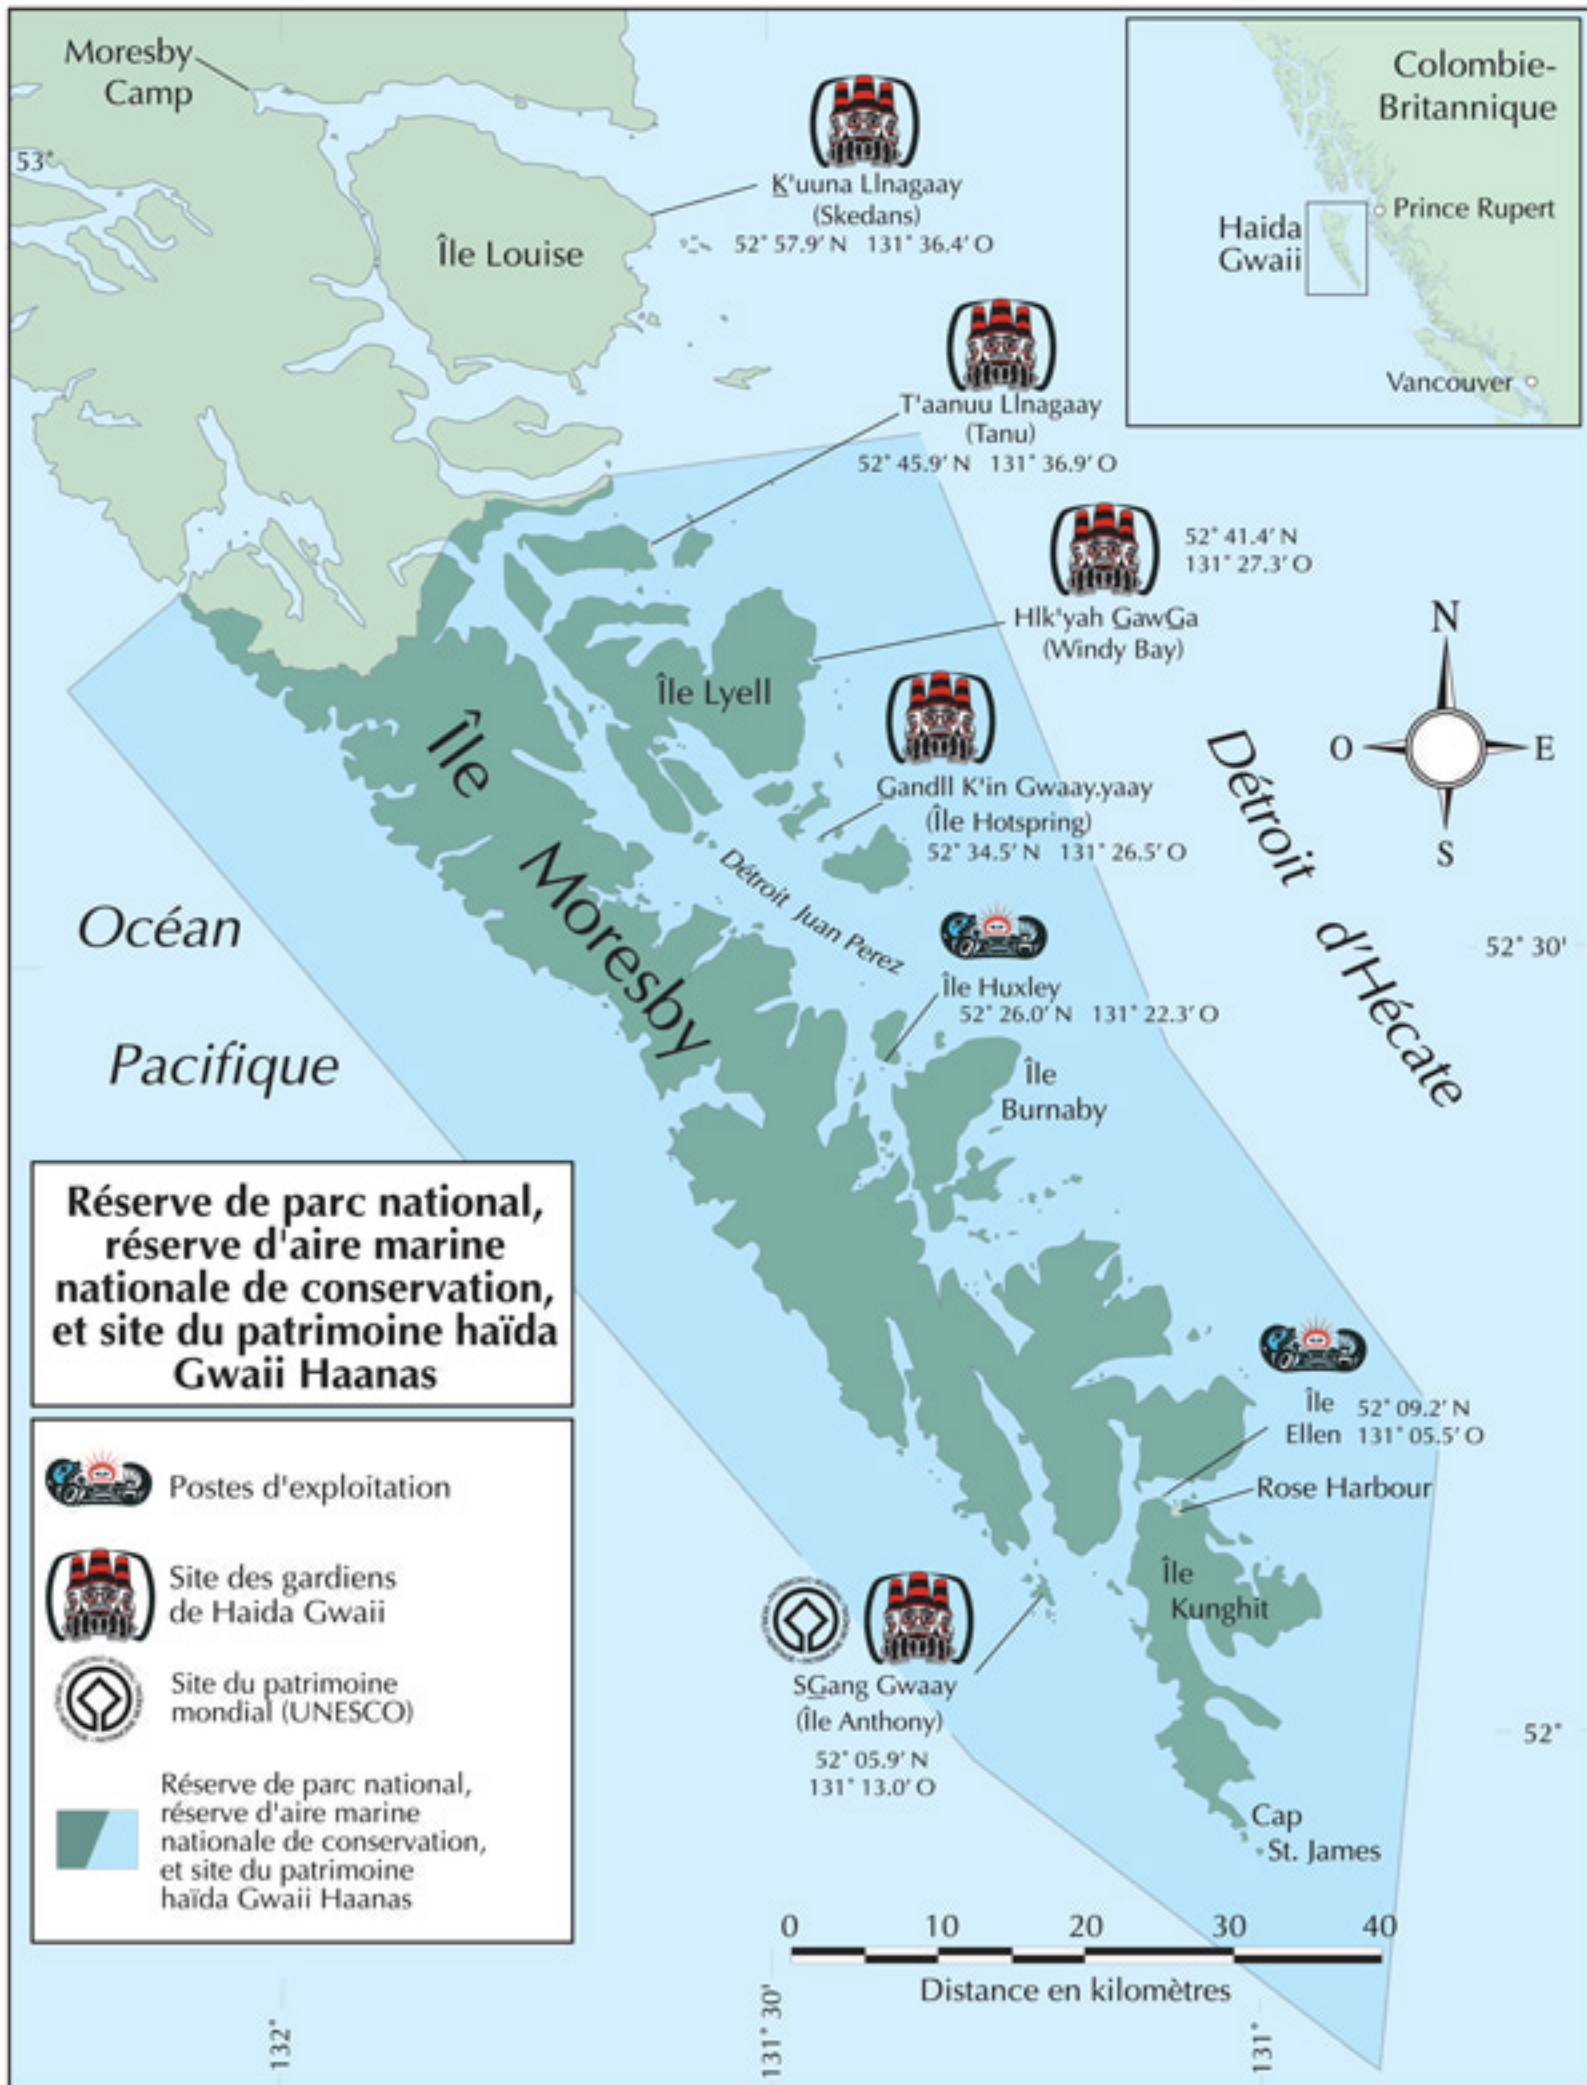 Moresby
Camp
53°
K'uuna Llnagaay
(Skedans)
52° 57.9' N 131° 36.4' O
Île Louise
Colombie-
Britannique
Prince Rupert
Haida
Gwaii
Vancouver
T'aanuu Llnagaay
(Tanu)
52° 45.9' N 131° 36.9' O
52° 41.4' N
131° 27.3' O
Hlk'yah GawGa
(Windy Bay)
Île Lyell
Gandll K'in Gwaay.yaay
(Île Hotspring)
52° 34.5' N 131° 26.5' O
N
O E
S
Détroit d'Hécate
Île Moresby
Détroit Juan Perez
Océan
Pacifique
52° 30'
Île Huxley
52° 26.0' N 131° 22.3' O
Île
Burnaby
Réserve de parc national,
réserve d'aire marine
nationale de conservation,
et site du patrimoine haïda
Gwaii Haanas
Île 52° 09.2' N
Ellen 131° 05.5' O
Rose Harbour
Île
Kunghit
SGang Gwaay
(Île Anthony)
52° 05.9' N
131° 13.0' O
52°
Cap
St. James
Postes d'exploitation
Site des gardiens
de Haida Gwaii
Site du patrimoine
mondial (UNESCO)
Réserve de parc national,
réserve d'aire marine
nationale de conservation,
et site du patrimoine
haïda Gwaii Haanas
0 10 20 30 40
Distance en kilomètres
132°
131° 30'
131°